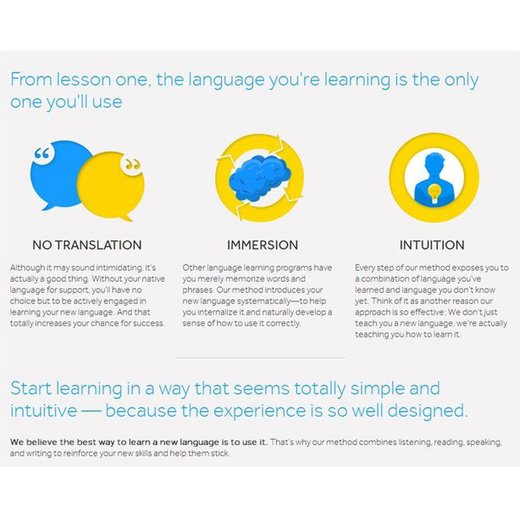 From lesson one, the language you're learning is the only
one you'll use
NO TRANSLATION
Although it may sound intimidating, it's
actually a good thing. Without your native
language for support, you'll have no
choice but to be actively engaged in
learning your new language. And that
totally increases your chance for success.
IMMERSION
Other language learning programs have
you merely memorize words and
phrases. Our method introduces your
new language systematically—to help
you internalize it and naturally develop a
sense of how to use it correctly.
INTUITION
Every step of our method exposes you to
a combination of language you've
learned and language you don't know
yet. Think of it as another reason our
approach is so effective: We don't just
teach you a new language, we're actually
teaching you how to learn it.
Start learning in a way that seems totally simple and
intuitive — because the experience is so well designed.
We believe the best way to learn a new language is to use it. That's why our method combines listening, reading, speaking,
and writing to reinforce your new skills and help them stick.